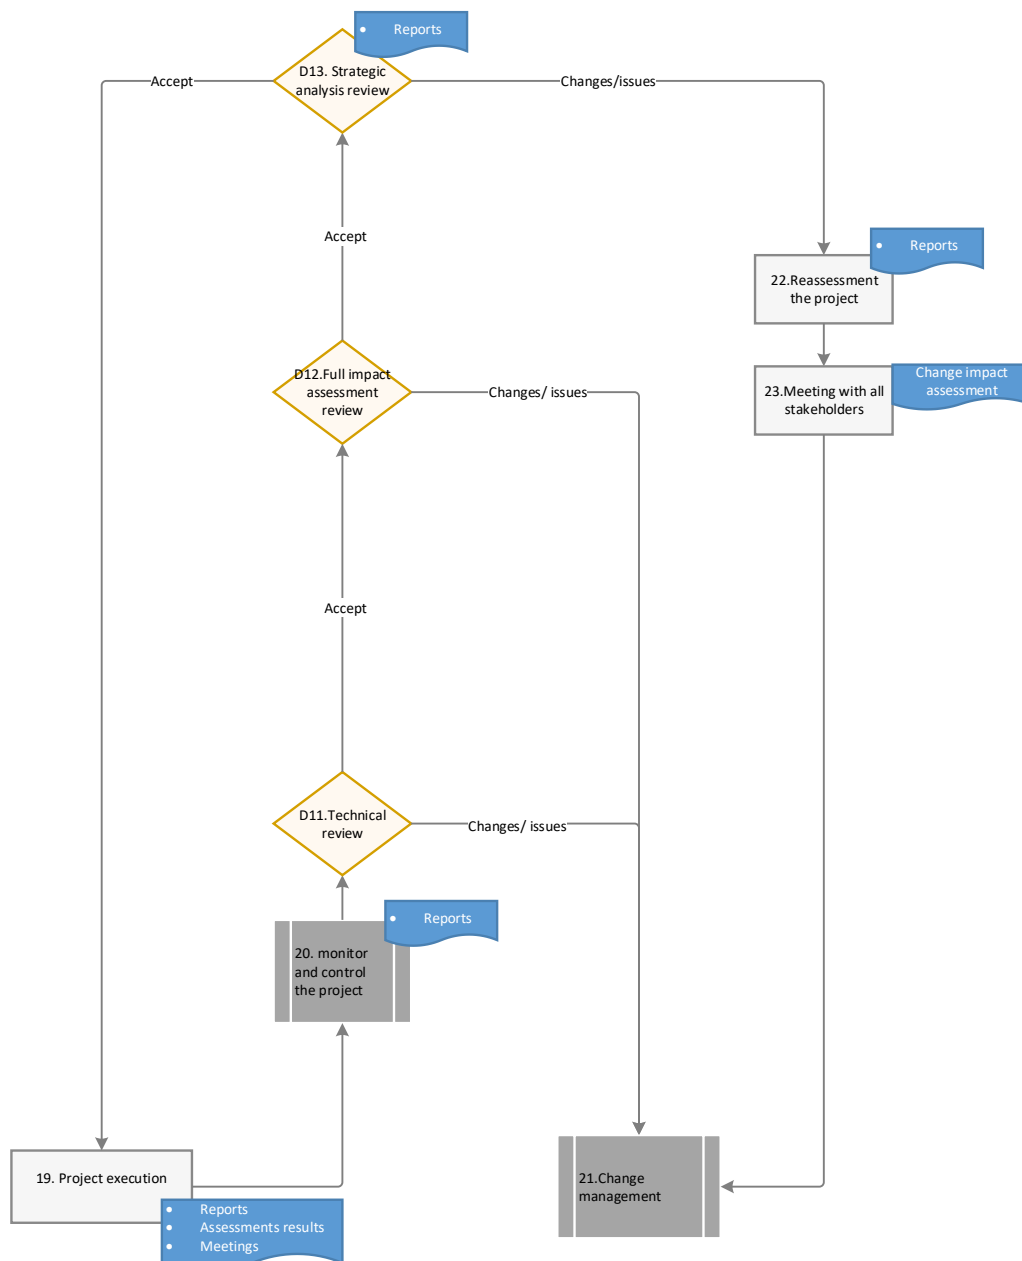 • Reports
Accept
D13. Strategic
analysis review
Changes/issues
Accept
• Reports
22.Reassessment
the project
D12.Full impact
assessment
review
Changes/ issues
23.Meeting with all
stakeholders
Change impact
assessment
Accept
D11.Technical
review
Changes/ issues
• Reports
20. monitor
and control
the project
19. Project execution
21.Change
management
• Reports
• Assessments results
• Meetings